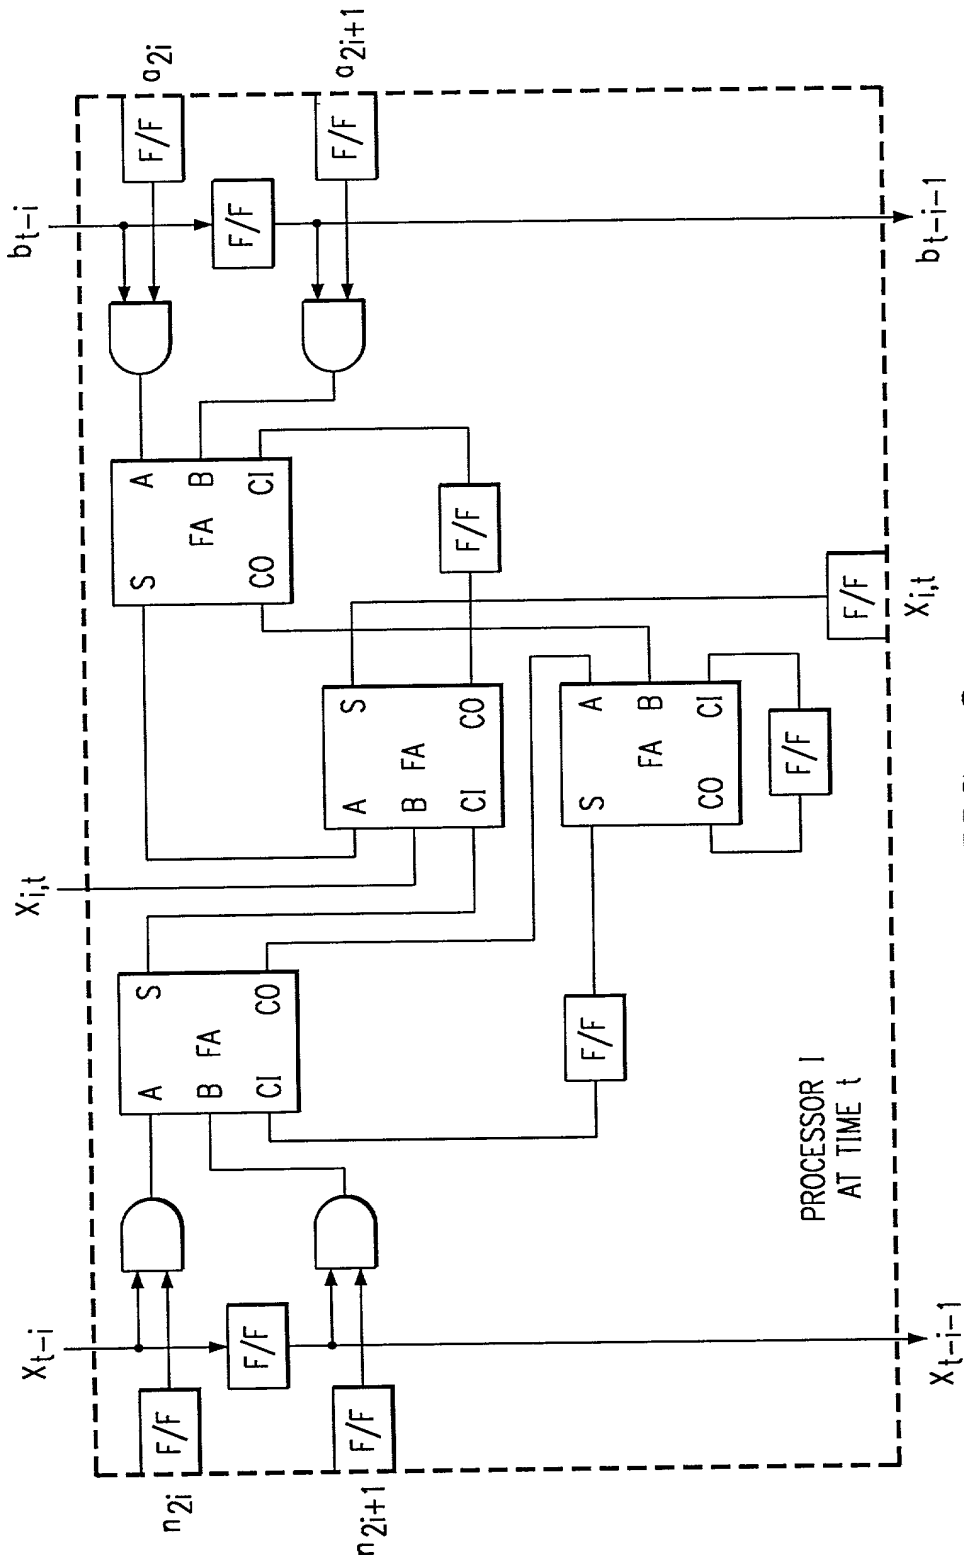 b_{t-i}
a_{2i}
a_{2i+1}
F/F
F/F
F/F
b_{t-i-1}
A
B
CI
FA
S
CO
F/F
F/F
X_{i,t}
X_{i,t}
S
CO
FA
A
B
CI
A
B
CI
FA
S
CO
F/F
S
CO
FA
A
B
CI
F/F
PROCESSOR I
AT TIME t
X_{t-i}
F/F
F/F
F/F
n_{2i}
n_{2i+1}
X_{t-i-1}